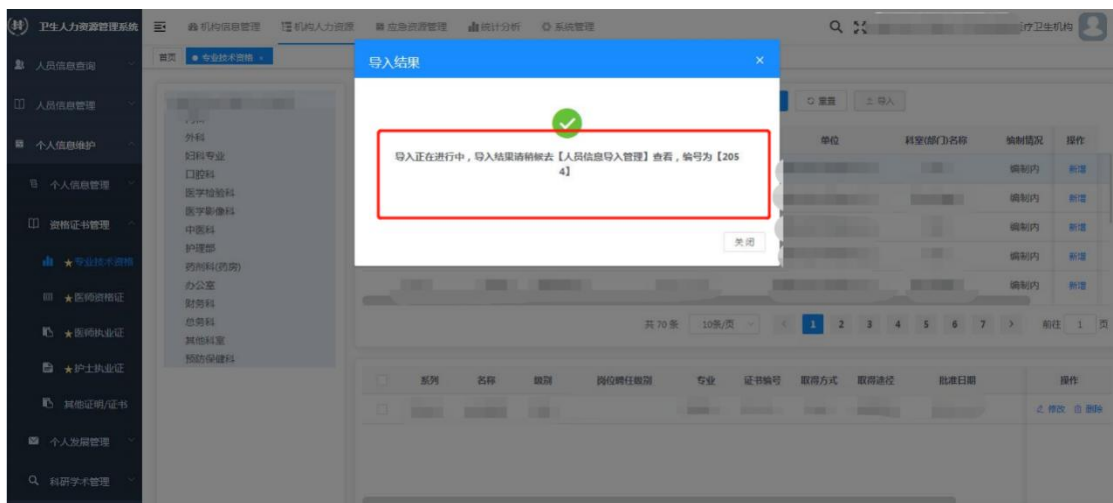 卫生人力资源管理系统
机构信息管理
机构人力资源
应急资源管理
统计分析
系统管理
疗卫生机构
首页
专业技术资格
人员信息查询
人员信息管理
个人信息维护
个人信息管理
资格证书管理
★专业技术资格
★医师资格证
★医师执业证
★护士执业证
其他证明/证书
个人发展管理
科研学术管理
外科
妇科专业
口腔科
医学检验科
医学影像科
中医科
护理部
药剂科(药房)
办公室
财务科
总务科
其他科室
预防保健科
导入结果
导入正在进行中，导入结果请稍候去【人员信息导入管理】查看，编号为【205
4】
关闭
重置
导入
单位 科室(部门)名称 编制情况 操作
编制内 新增
编制内 新增
编制内 新增
编制内 新增
编制内 新增
共 70 条 10条/页 1 2 3 4 5 6 7 前往 1 页
系列 名称 级别 岗位聘任级别 专业 证书编号 取得方式 取得途径 批准日期 操作
修改 删除